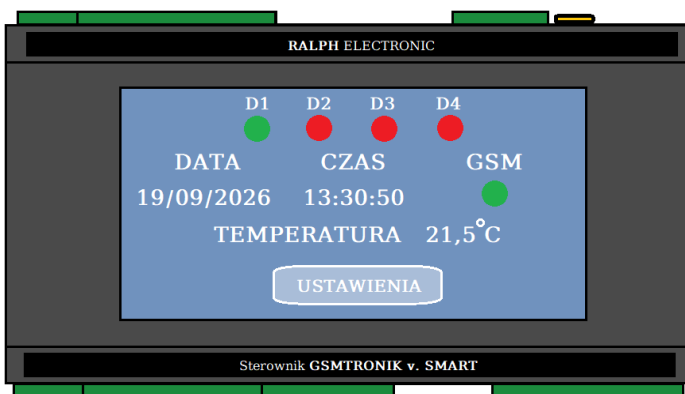 RALPH ELECTRONIC
D1 D2 D3 D4
DATA CZAS GSM
19/09/2026 13:30:50
TEMPERATURA 21,5°C
USTAWIENIA
Sterownik GSMTRONIK v. SMART